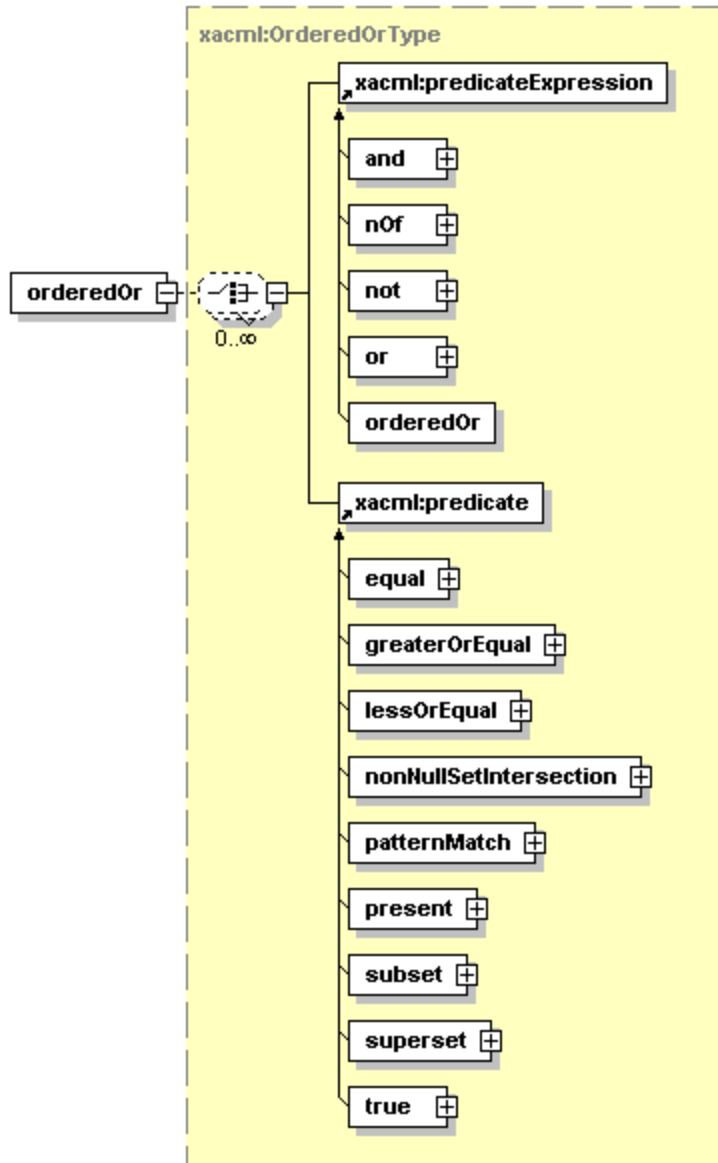 xacml:OrderedOrType
xacml:predicateExpression
and
nOf
not
orderedOr
0..∞
or
orderedOr
xacml:predicate
equal
greaterOrEqual
lessOrEqual
nonNullSetIntersection
patternMatch
present
subset
superset
true